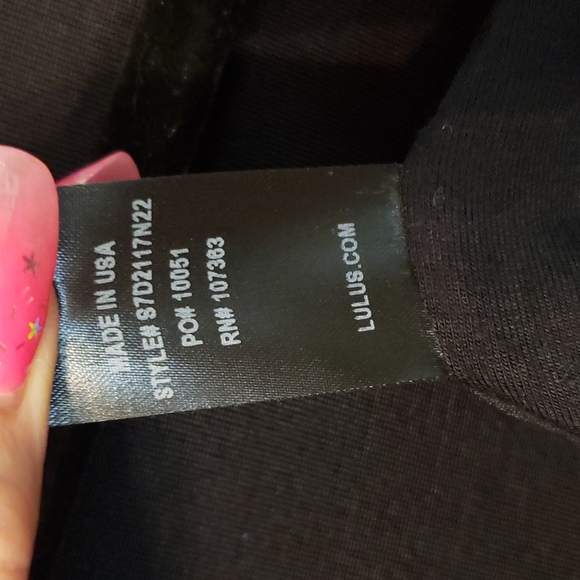 MADE IN USA
STYLE# S7D2117N22
PO# 10051
RN# 107363
LULUS.COM